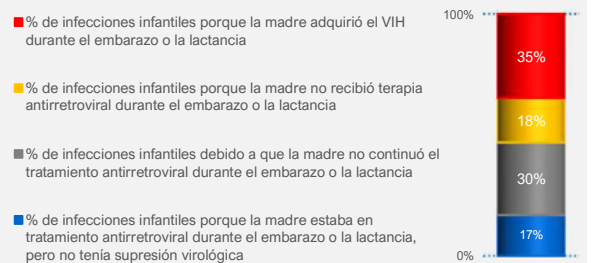 % de infecciones infantiles porque la madre adquirió el VIH
durante el embarazo o la lactancia
% de infecciones infantiles porque la madre no recibió terapia
antirretroviral durante el embarazo o la lactancia
% de infecciones infantiles debido a que la madre no continuó el
tratamiento antirretroviral durante el embarazo o la lactancia
% de infecciones infantiles porque la madre estaba en
tratamiento antirretroviral durante el embarazo o la lactancia,
pero no tenía supresión virológica
100%
35%
18%
30%
17%
0%